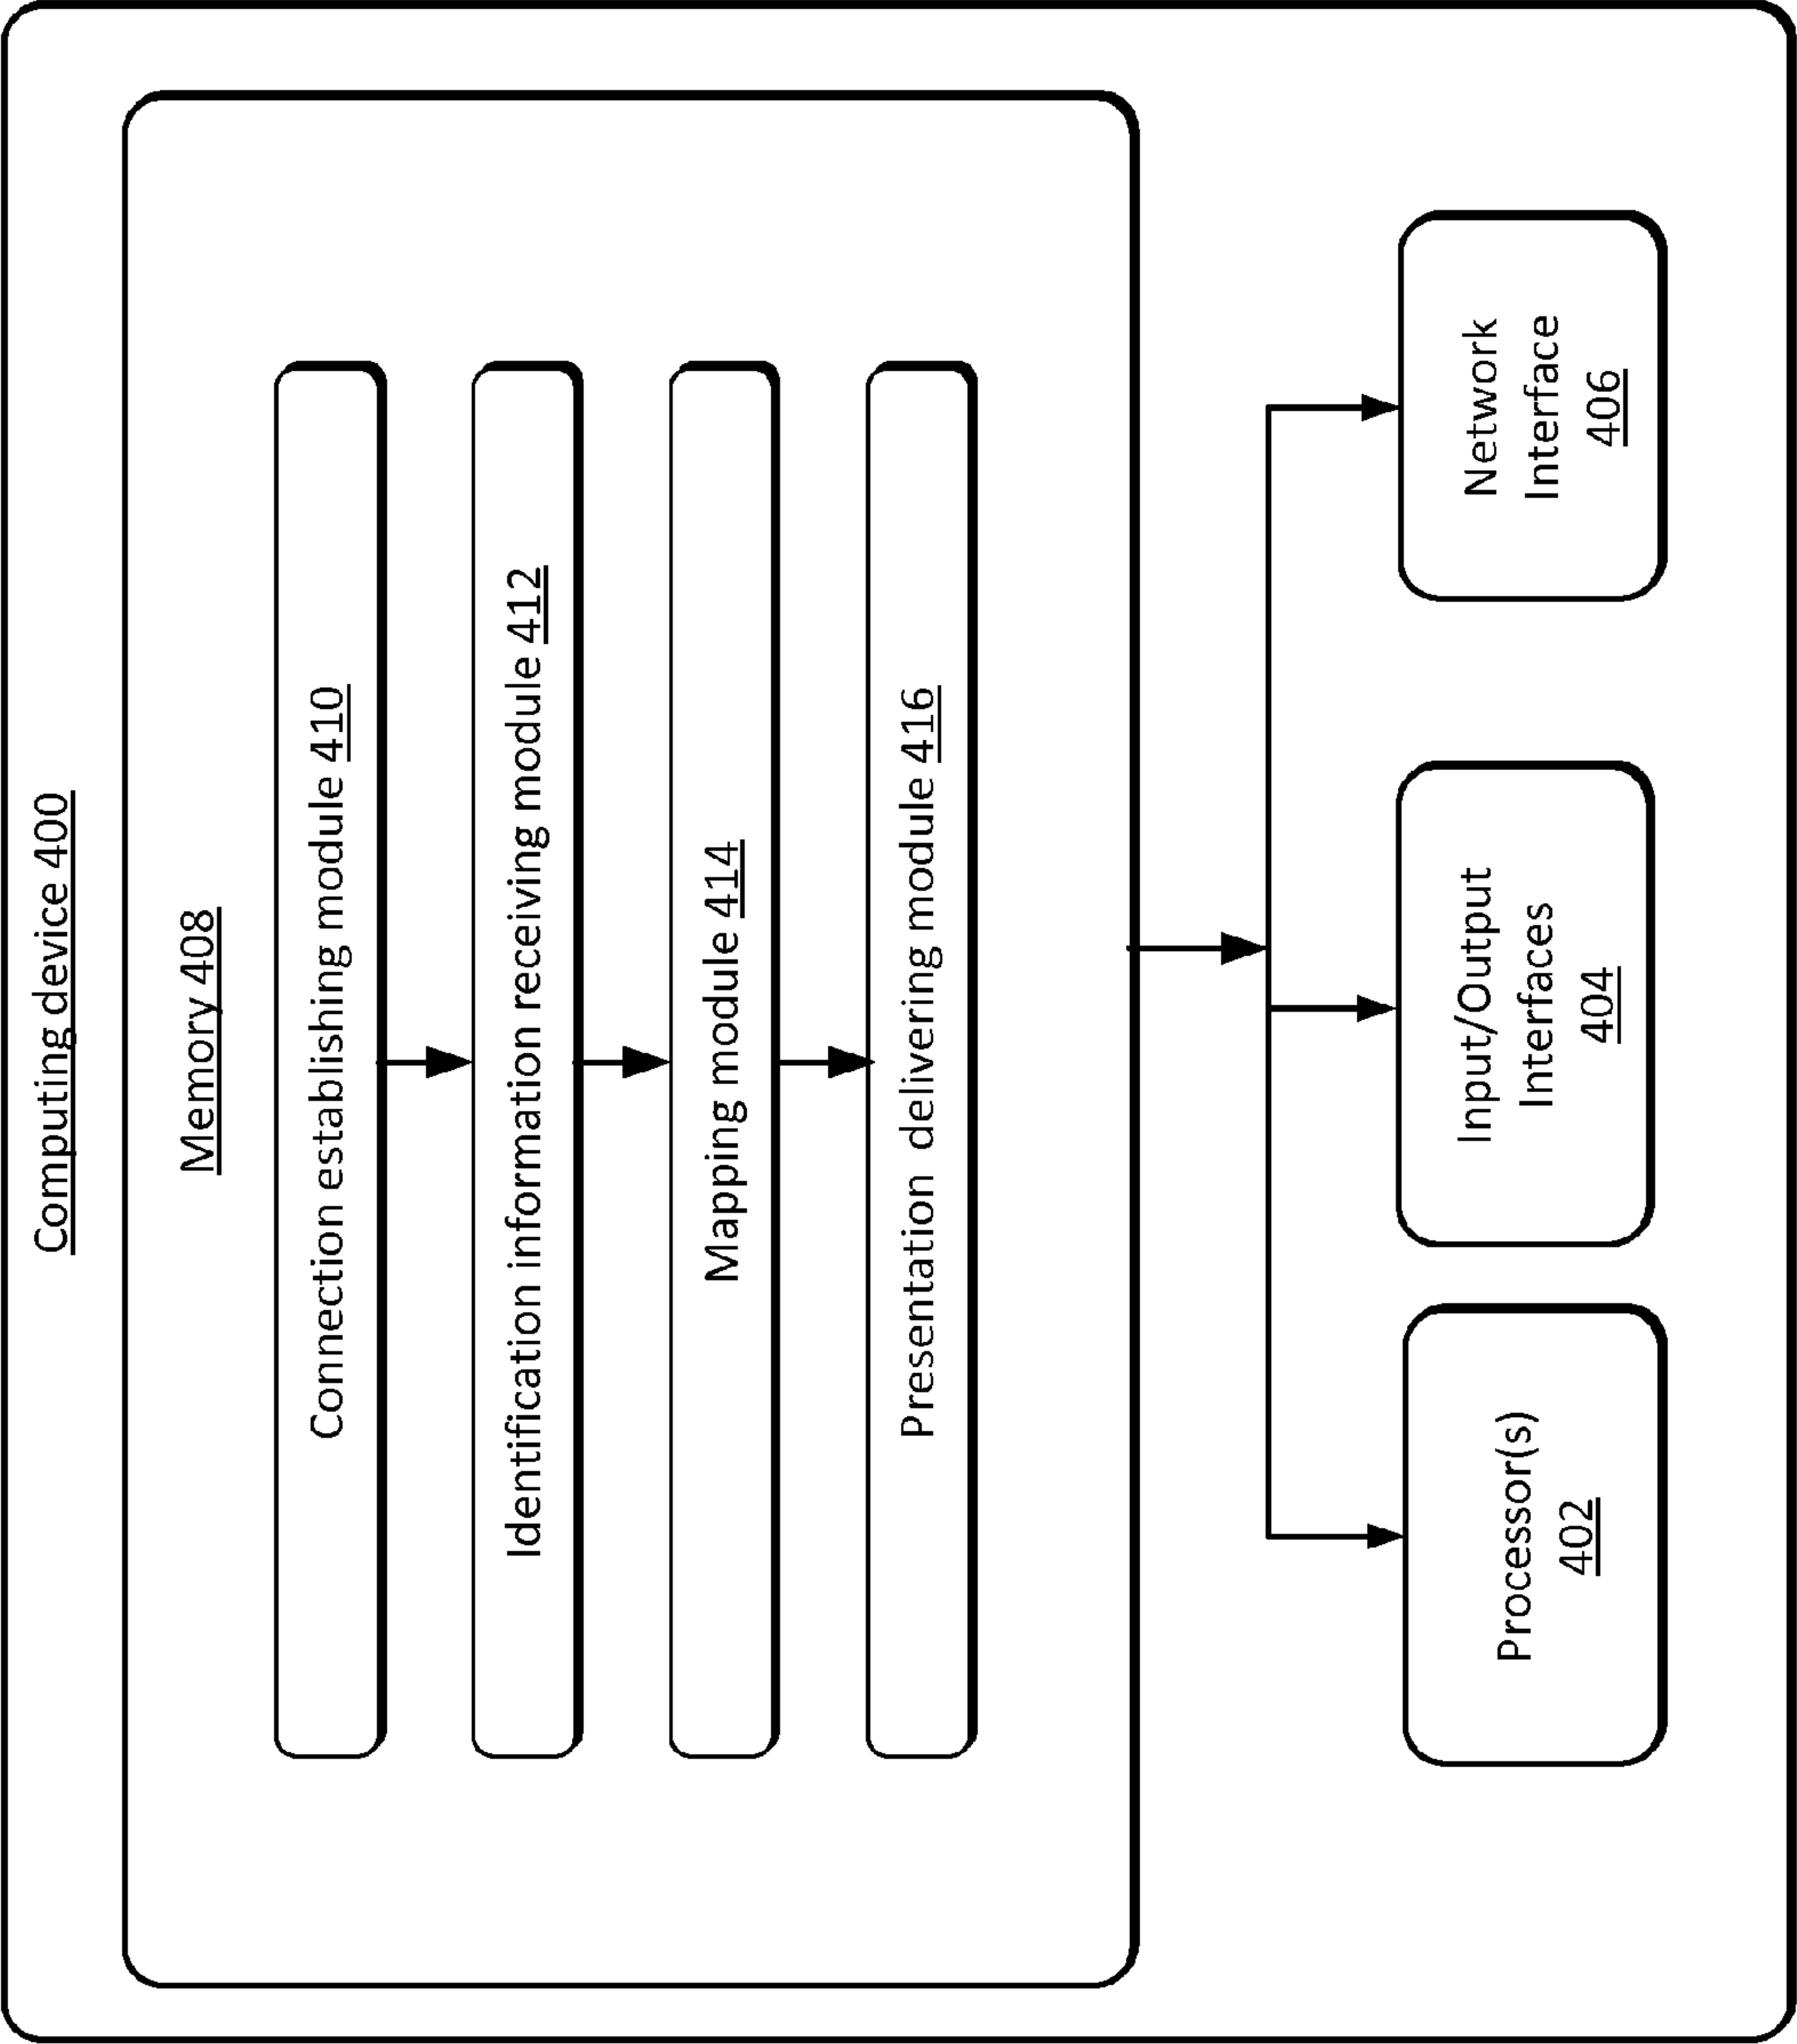 Computing device 400
Memory 408
Connection establishing module 410
Identification information receiving module 412
Mapping module 414
Presentation delivering module 416
Processor(s)
402
Input/Output
Interfaces
404
Network
Interface
406